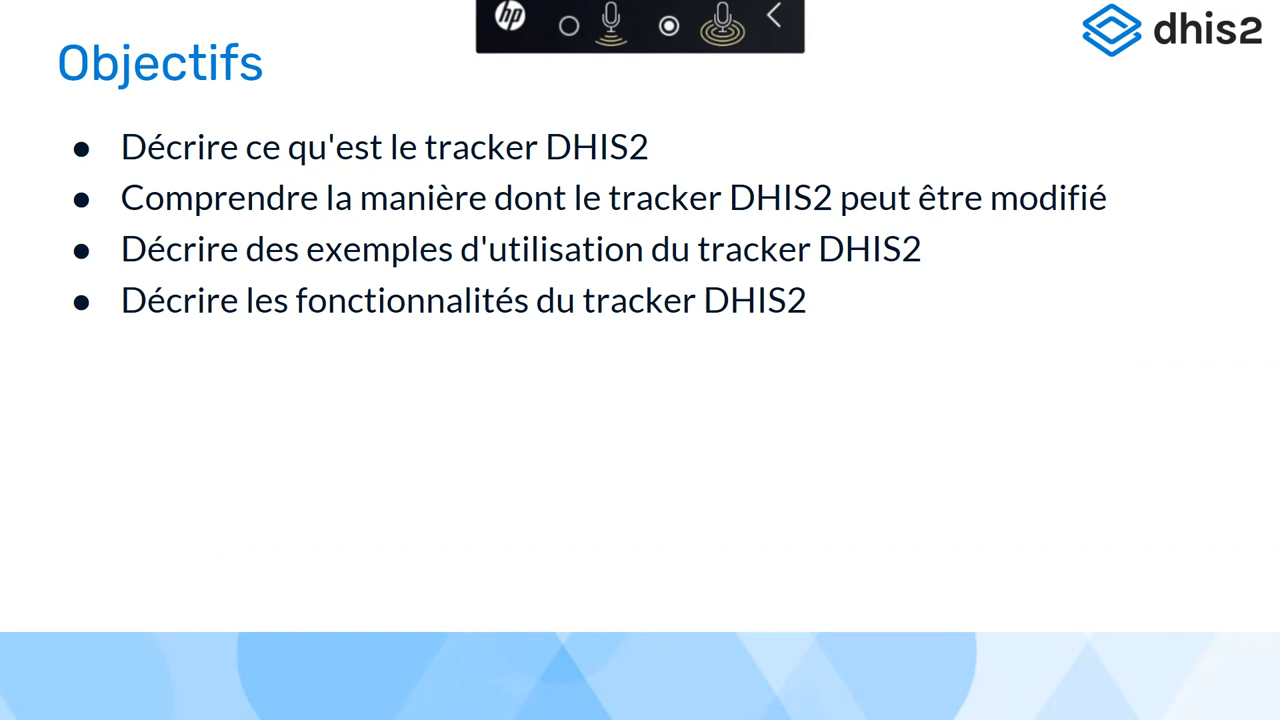 hp
dhis2
Objectifs
● Décrire ce qu'est le tracker DHIS2
● Comprendre la manière dont le tracker DHIS2 peut être modifié
● Décrire des exemples d'utilisation du tracker DHIS2
● Décrire les fonctionnalités du tracker DHIS2